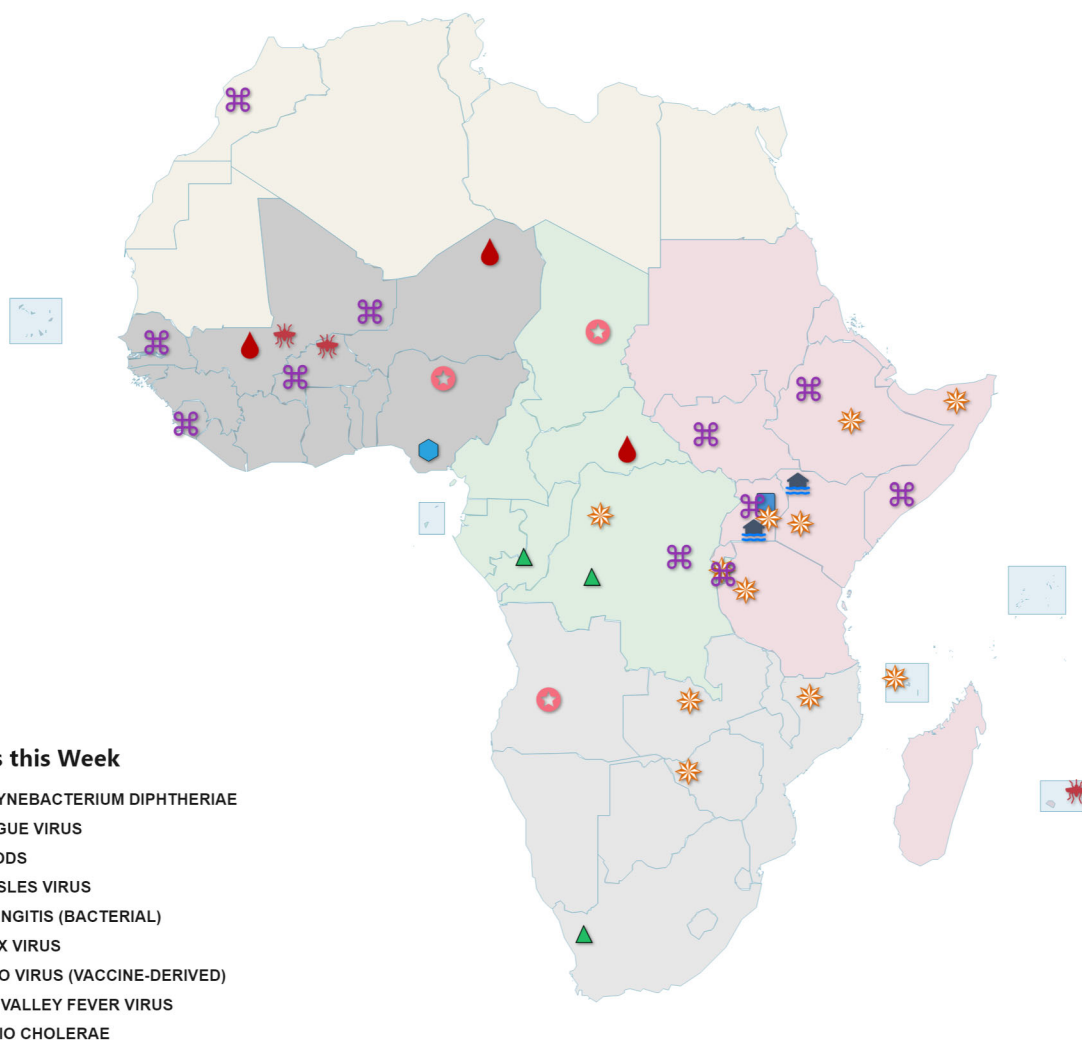 s this Week
YNEBACTERIUM DIPHTHERIAE
GUE VIRUS
ODS
SLES VIRUS
NGITIS (BACTERIAL)
X VIRUS
O VIRUS (VACCINE-DERIVED)
VALLEY FEVER VIRUS
IO CHOLERAE